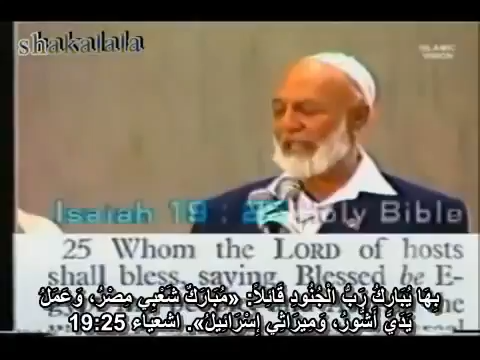 shakalala
ISLAMIC
VISION
Isaiah 19 : Holy Bible
25 Whom the LORD of hosts
shall bless, saying, Blessed be E-
بِهَا يُبَارِكُ رَبُّ الْجُنُودِ قَائِلاً: «مُبَارَكٌ شَعْبِي مِصْرُ، وَعَمَلُ
يَدَيَّ أَشُّورُ، وَمِيرَاثِي إِسْرَائِيلُ». اشعياء 19:25